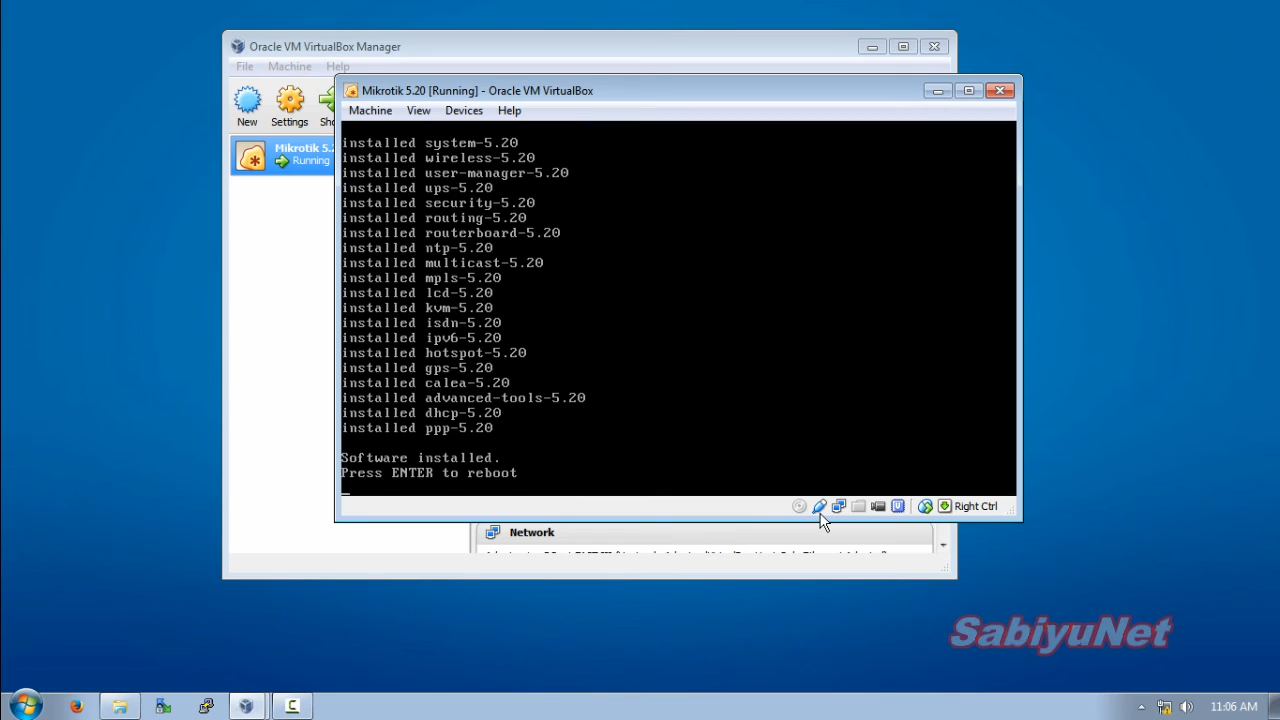 Oracle VM VirtualBox Manager
File Machine Help
New Settings
Mikrotik 5.2
Running
Mikrotik 5.20 [Running] - Oracle VM VirtualBox
Machine View Devices Help
installed system-5.20
installed wireless-5.20
installed user-manager-5.20
installed ups-5.20
installed security-5.20
installed routing-5.20
installed routerboard-5.20
installed ntp-5.20
installed multicast-5.20
installed mpls-5.20
installed lcd-5.20
installed kvm-5.20
installed isdn-5.20
installed ipv6-5.20
installed hotspot-5.20
installed gps-5.20
installed calea-5.20
installed advanced-tools-5.20
installed dhcp-5.20
installed ppp-5.20
Software installed.
Press ENTER to reboot
Right Ctrl
Network
SabiyuNet
11:06 AM